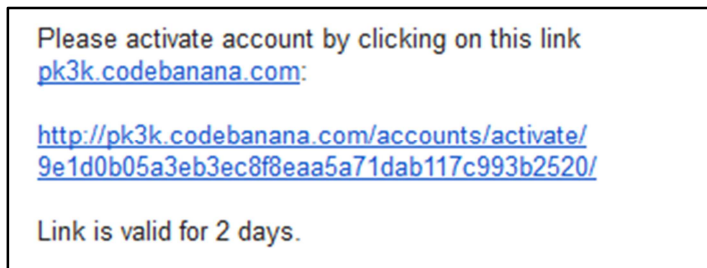 Please activate account by clicking on this link
pk3k.codebanana.com:
http://pk3k.codebanana.com/accounts/activate/
9e1d0b05a3eb3ec8f8eaa5a71dab117c993b2520/
Link is valid for 2 days.